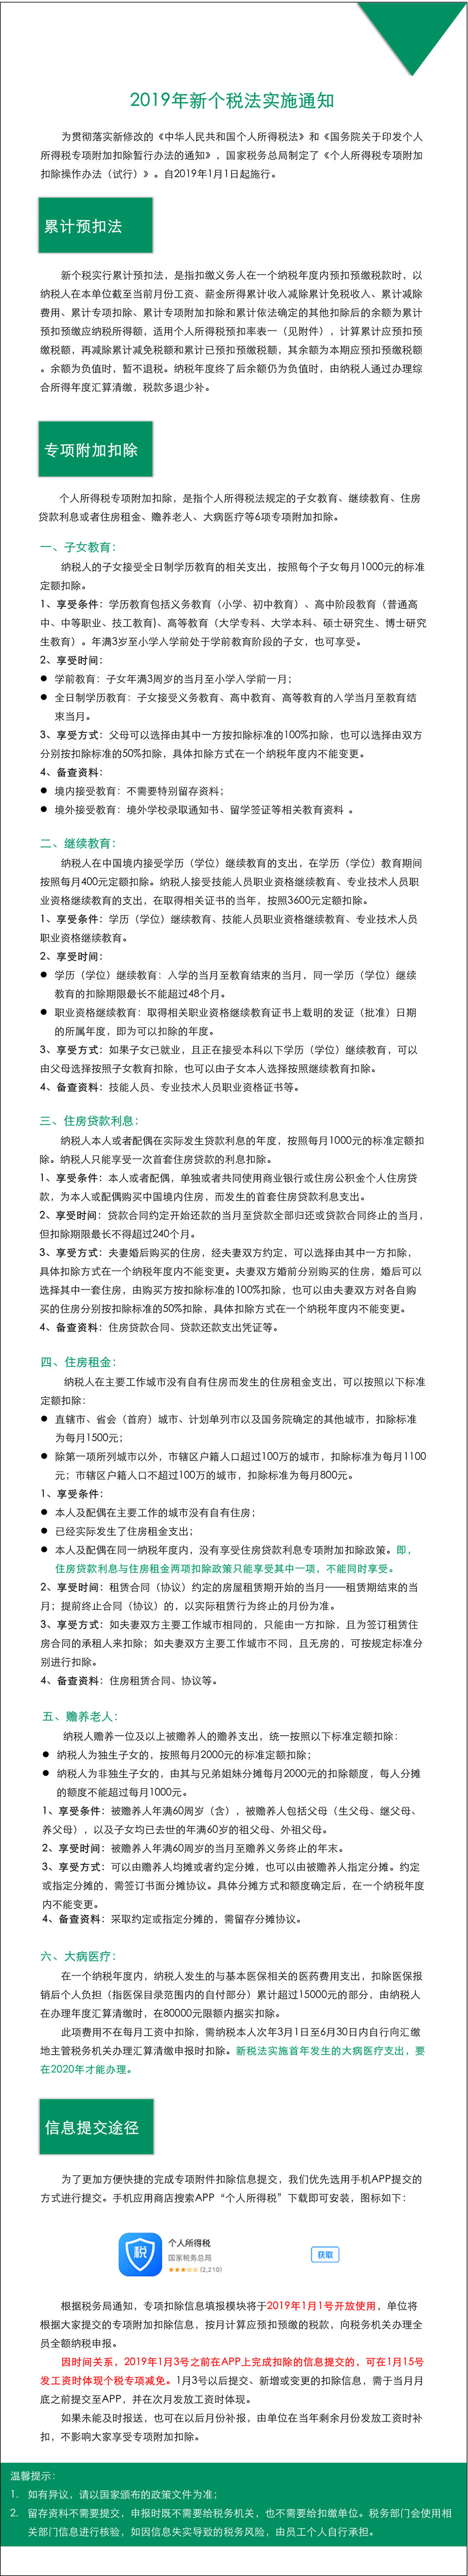 2019年新个税法实施通知
为贯彻落实新修改的《中华人民共和国个人所得税法》和《国务院关于印发个人
所得税专项附加扣除暂行办法的通知》，国家税务总局制定了《个人所得税专项附加
扣除操作办法（试行）》。自2019年1月1日起施行。
累计预扣法
新个税实行累计预扣法，是指扣缴义务人在一个纳税年度内预扣预缴税款时，以
纳税人在本单位截至当前月份工资、薪金所得累计收入减除累计免税收入、累计减除
费用、累计专项扣除、累计专项附加扣除和累计依法确定的其他扣除后的余额为累计
预扣预缴应纳税所得额，适用个人所得税预扣率表一（见附件），计算累计应预扣预
缴税额，再减除累计减免税额和累计已预扣预缴税额，其余额为本期应预扣预缴税额
。余额为负值时，暂不退税。纳税年度终了后余额仍为负值时，由纳税人通过办理综
合所得年度汇算清缴，税款多退少补。
专项附加扣除
个人所得税专项附加扣除，是指个人所得税法规定的子女教育、继续教育、住房
贷款利息或者住房租金、赡养老人、大病医疗等6项专项附加扣除。
一、子女教育：
纳税人的子女接受全日制学历教育的相关支出，按照每个子女每月1000元的标准
定额扣除。
1、享受条件：学历教育包括义务教育（小学、初中教育）、高中阶段教育（普通高
中、中等职业、技工教育)、高等教育（大学专科、大学本科、硕士研究生、博士研究
生教育）。年满3岁至小学入学前处于学前教育阶段的子女，也可享受。
2、享受时间：
● 学前教育：子女年满3周岁的当月至小学入学前一月；
● 全日制学历教育：子女接受义务教育、高中教育、高等教育的入学当月至教育结
束当月。
3、享受方式：父母可以选择由其中一方按扣除标准的100%扣除，也可以选择由双方
分别按扣除标准的50%扣除，具体扣除方式在一个纳税年度内不能变更。
4、备查资料：
● 境内接受教育：不需要特别留存资料；
● 境外接受教育：境外学校录取通知书、留学签证等相关教育资料 。
二、继续教育：
纳税人在中国境内接受学历（学位）继续教育的支出，在学历（学位）教育期间
按照每月400元定额扣除。纳税人接受技能人员职业资格继续教育、专业技术人员职
业资格继续教育的支出，在取得相关证书的当年，按照3600元定额扣除。
1、享受条件：学历（学位）继续教育、技能人员职业资格继续教育、专业技术人员
职业资格继续教育。
2、享受时间：
● 学历（学位）继续教育：入学的当月至教育结束的当月，同一学历（学位）继续
教育的扣除期限最长不能超过48个月。
● 职业资格继续教育：取得相关职业资格继续教育证书上载明的发证（批准）日期
的所属年度，即为可以扣除的年度。
3、享受方式：如果子女已就业，且正在接受本科以下学历（学位）继续教育，可以
由父母选择按照子女教育扣除，也可以由子女本人选择按照继续教育扣除。
4、备查资料：技能人员、专业技术人员职业资格证书等。
三、住房贷款利息：
纳税人本人或者配偶在实际发生贷款利息的年度，按照每月1000元的标准定额扣
除。纳税人只能享受一次首套住房贷款的利息扣除。
1、享受条件：本人或者配偶，单独或者共同使用商业银行或住房公积金个人住房贷
款，为本人或配偶购买中国境内住房，而发生的首套住房贷款利息支出。
2、享受时间：贷款合同约定开始还款的当月至贷款全部归还或贷款合同终止的当月，
但扣除期限最长不得超过240个月。
3、享受方式：夫妻婚后购买的住房，经夫妻双方约定，可以选择由其中一方扣除，
具体扣除方式在一个纳税年度内不能变更。夫妻双方婚前分别购买的住房，婚后可以
选择其中一套住房，由购买方按扣除标准的100%扣除，也可以由夫妻双方对各自购
买的住房分别按扣除标准的50%扣除，具体扣除方式在一个纳税年度内不能变更。
4、备查资料：住房贷款合同、贷款还款支出凭证等。
四、住房租金：
纳税人在主要工作城市没有自有住房而发生的住房租金支出，可以按照以下标准
定额扣除：
● 直辖市、省会（首府）城市、计划单列市以及国务院确定的其他城市，扣除标准
为每月1500元；
● 除第一项所列城市以外，市辖区户籍人口超过100万的城市，扣除标准为每月1100
元；市辖区户籍人口不超过100万的城市，扣除标准为每月800元。
1、享受条件：
● 本人及配偶在主要工作的城市没有自有住房；
● 已经实际发生了住房租金支出；
● 本人及配偶在同一纳税年度内，没有享受住房贷款利息专项附加扣除政策。即，
住房贷款利息与住房租金两项扣除政策只能享受其中一项，不能同时享受。
2、享受时间：租赁合同（协议）约定的房屋租赁期开始的当月——租赁期结束的当
月；提前终止合同（协议）的，以实际租赁行为终止的月份为准。
3、享受方式：如夫妻双方主要工作城市相同的，只能由一方扣除，且为签订租赁住
房合同的承租人来扣除；如夫妻双方主要工作城市不同，且无房的，可按规定标准分
别进行扣除。
4、备查资料：住房租赁合同、协议等。
五、赡养老人：
纳税人赡养一位及以上被赡养人的赡养支出，统一按照以下标准定额扣除：
● 纳税人为独生子女的，按照每月2000元的标准定额扣除；
● 纳税人为非独生子女的，由其与兄弟姐妹分摊每月2000元的扣除额度，每人分摊
的额度不能超过每月1000元。
1、享受条件：被赡养人年满60周岁（含），被赡养人包括父母（生父母、继父母、
养父母），以及子女均已去世的年满60岁的祖父母、外祖父母。
2、享受时间：被赡养人年满60周岁的当月至赡养义务终止的年末。
3、享受方式：可以由赡养人均摊或者约定分摊，也可以由被赡养人指定分摊。约定
或指定分摊的，需签订书面分摊协议。具体分摊方式和额度确定后，在一个纳税年度
内不能变更。
4、备查资料：采取约定或指定分摊的，需留存分摊协议。
六、大病医疗：
在一个纳税年度内，纳税人发生的与基本医保相关的医药费用支出，扣除医保报
销后个人负担（指医保目录范围内的自付部分）累计超过15000元的部分，由纳税人
在办理年度汇算清缴时，在80000元限额内据实扣除。
此项费用不在每月工资中扣除，需纳税本人次年3月1日至6月30日内自行向汇缴
地主管税务机关办理汇算清缴申报时扣除。新税法实施首年发生的大病医疗支出，要
在2020年才能办理。
信息提交途径
为了更加方便快捷的完成专项附件扣除信息提交，我们优先选用手机APP提交的
方式进行提交。手机应用商店搜索APP“个人所得税”下载即可安装，图标如下：
税
个人所得税
国家税务总局
★★★☆☆ (2,210)
获取
根据税务局通知，专项扣除信息填报模块将于2019年1月1号开放使用，单位将
根据大家提交的专项附加扣除信息，按月计算应预扣预缴的税款，向税务机关办理全
员全额纳税申报。
因时间关系，2019年1月3号之前在APP上完成扣除的信息提交的，可在1月15号
发工资时体现个税专项减免。1月3号以后提交、新增或变更的扣除信息，需于当月月
底之前提交至APP，并在次月发放工资时体现。
如果未能及时报送，也可在以后月份补报，由单位在当年剩余月份发放工资时补
扣，不影响大家享受专项附加扣除。
温馨提示：
1. 如有异议，请以国家颁布的政策文件为准；
2. 留存资料不需要提交，申报时既不需要给税务机关，也不需要给扣缴单位。税务部门会使用相
关部门信息进行核验，如因信息失实导致的税务风险，由员工个人自行承担。